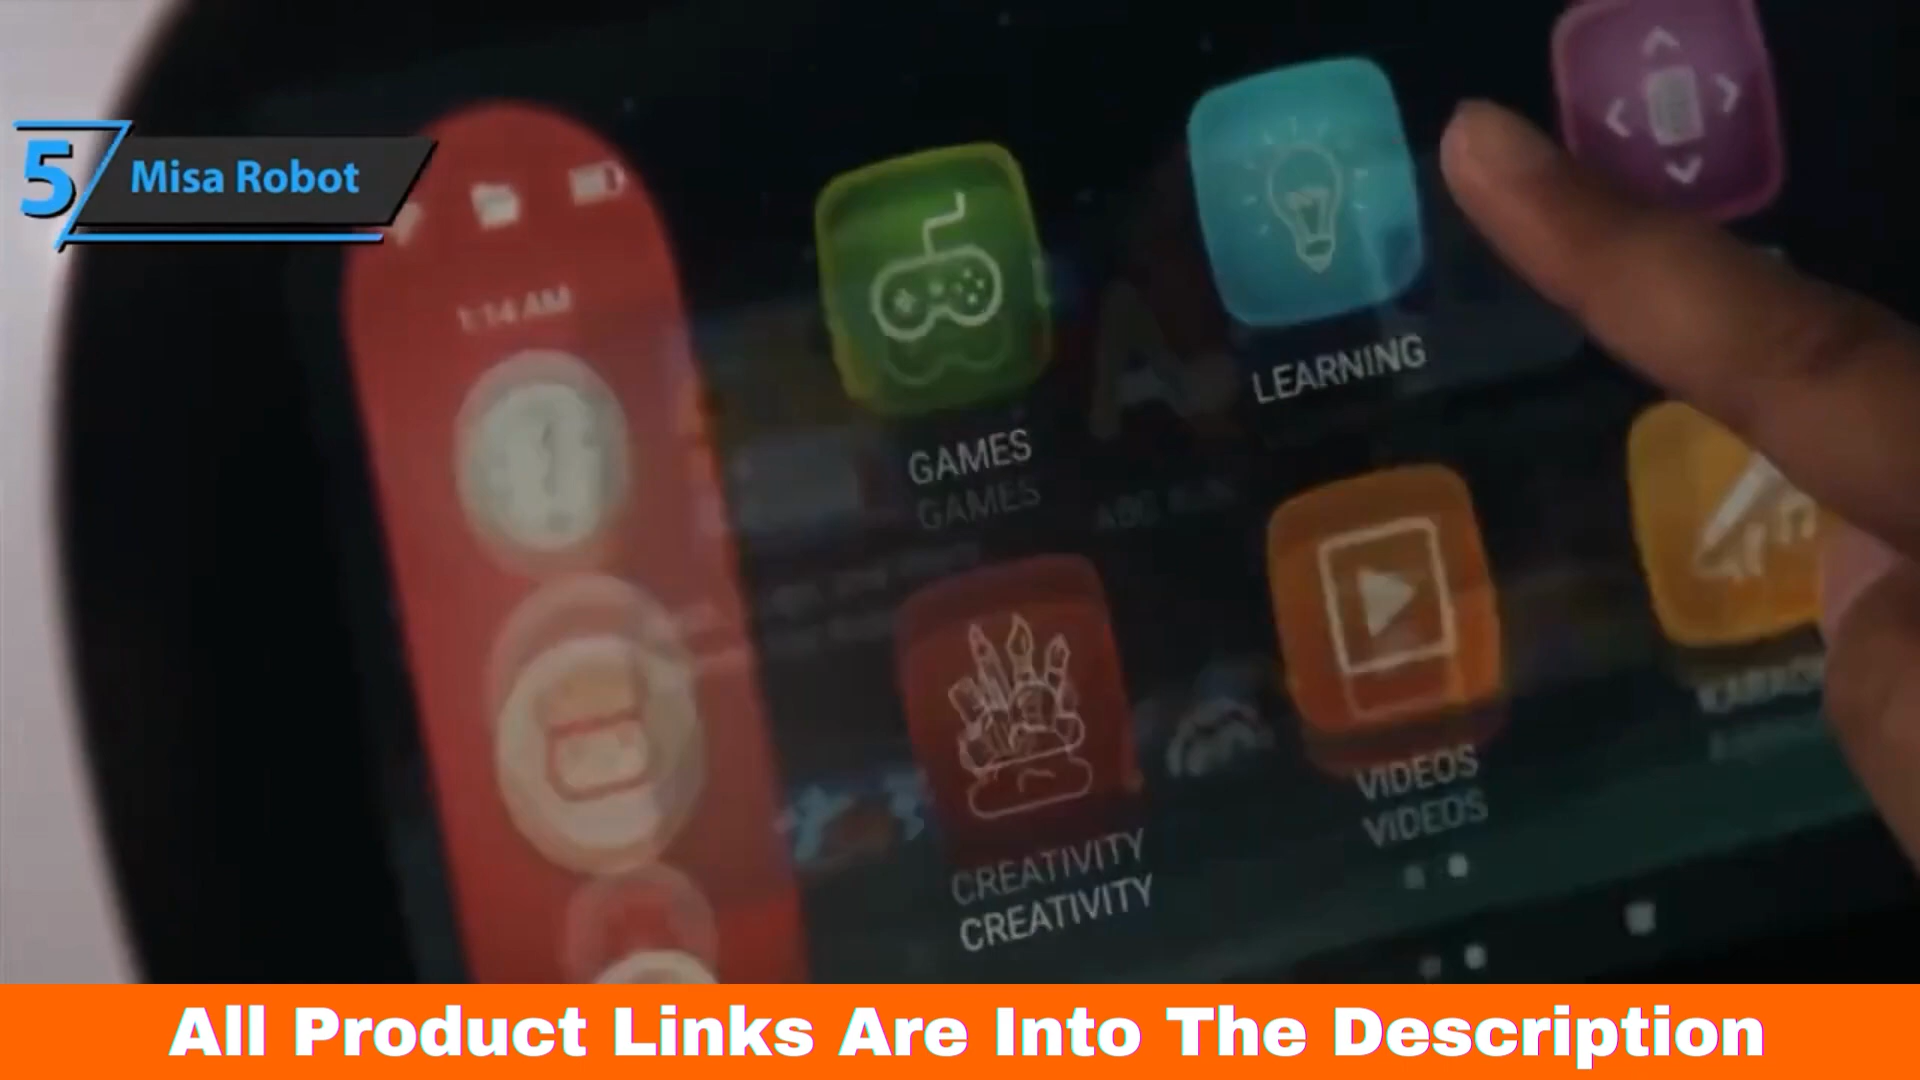 5
Misa Robot
1:14 AM
GAMES
GAMES
LEARNING
CREATIVITY
CREATIVITY
VIDEOS
VIDEOS
All Product Links Are Into The Description